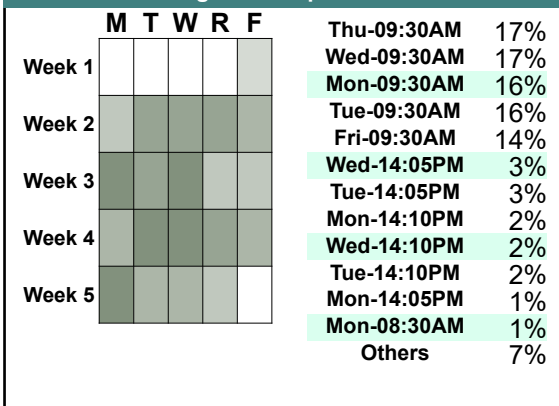 M T W R F
Week 1
Week 2
Week 3
Week 4
Week 5
Thu-09:30AM 17%
Wed-09:30AM 17%
Mon-09:30AM 16%
Tue-09:30AM 16%
Fri-09:30AM 14%
Wed-14:05PM 3%
Tue-14:05PM 3%
Mon-14:10PM 2%
Wed-14:10PM 2%
Tue-14:10PM 2%
Mon-14:05PM 1%
Mon-08:30AM 1%
Others 7%